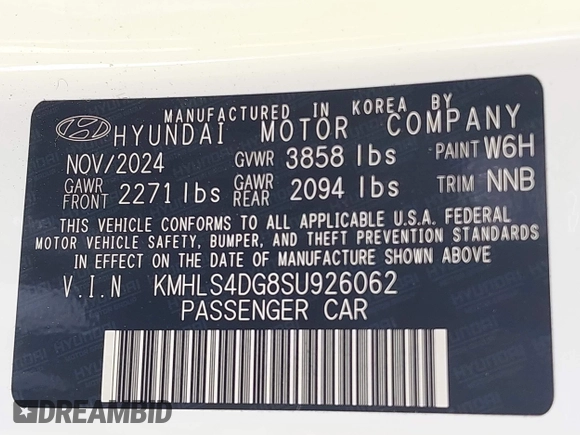 MANUFACTURED IN KOREA BY
HYUNDAI MOTOR COMPANY
NOV/2024 GVWR 3858 lbs PAINT W6H
GAWR FRONT 2271 lbs GAWR REAR 2094 lbs TRIM NNB
THIS VEHICLE CONFORMS TO ALL APPLICABLE U.S.A. FEDERAL
MOTOR VEHICLE SAFETY, BUMPER, AND THEFT PREVENTION STANDARDS
IN EFFECT ON THE DATE OF MANUFACTURE SHOWN ABOVE
V.I.N KMHLS4DG8SU926062
PASSENGER CAR
DREAMBID